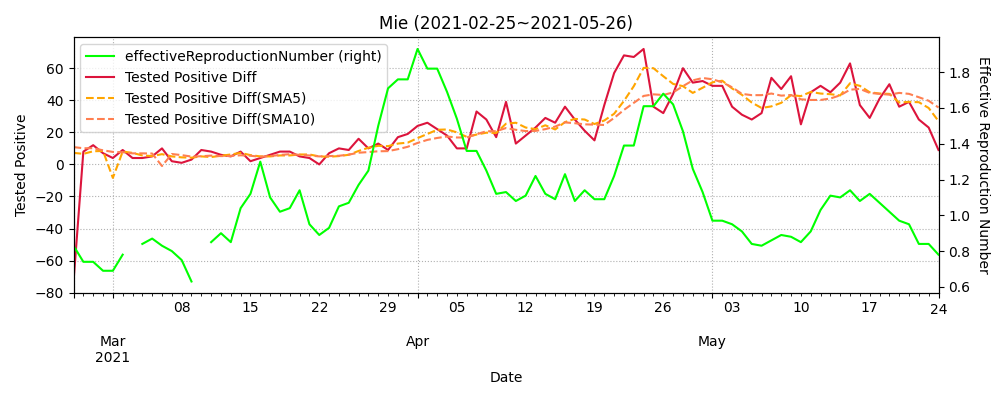 Mie (2021-02-25~2021-05-26)
effectiveReproductionNumber (right)
Tested Positive Diff
Tested Positive Diff(SMA5)
Tested Positive Diff(SMA10)
Tested Positive
60
40
20
0
−20
−40
−60
−80
1.8
1.6
1.4
1.2
1.0
0.8
0.6
Effective Reproduction Number
08 15 22 29 05 12 19 26 03 10 17 24
Mar Apr May
2021
Date